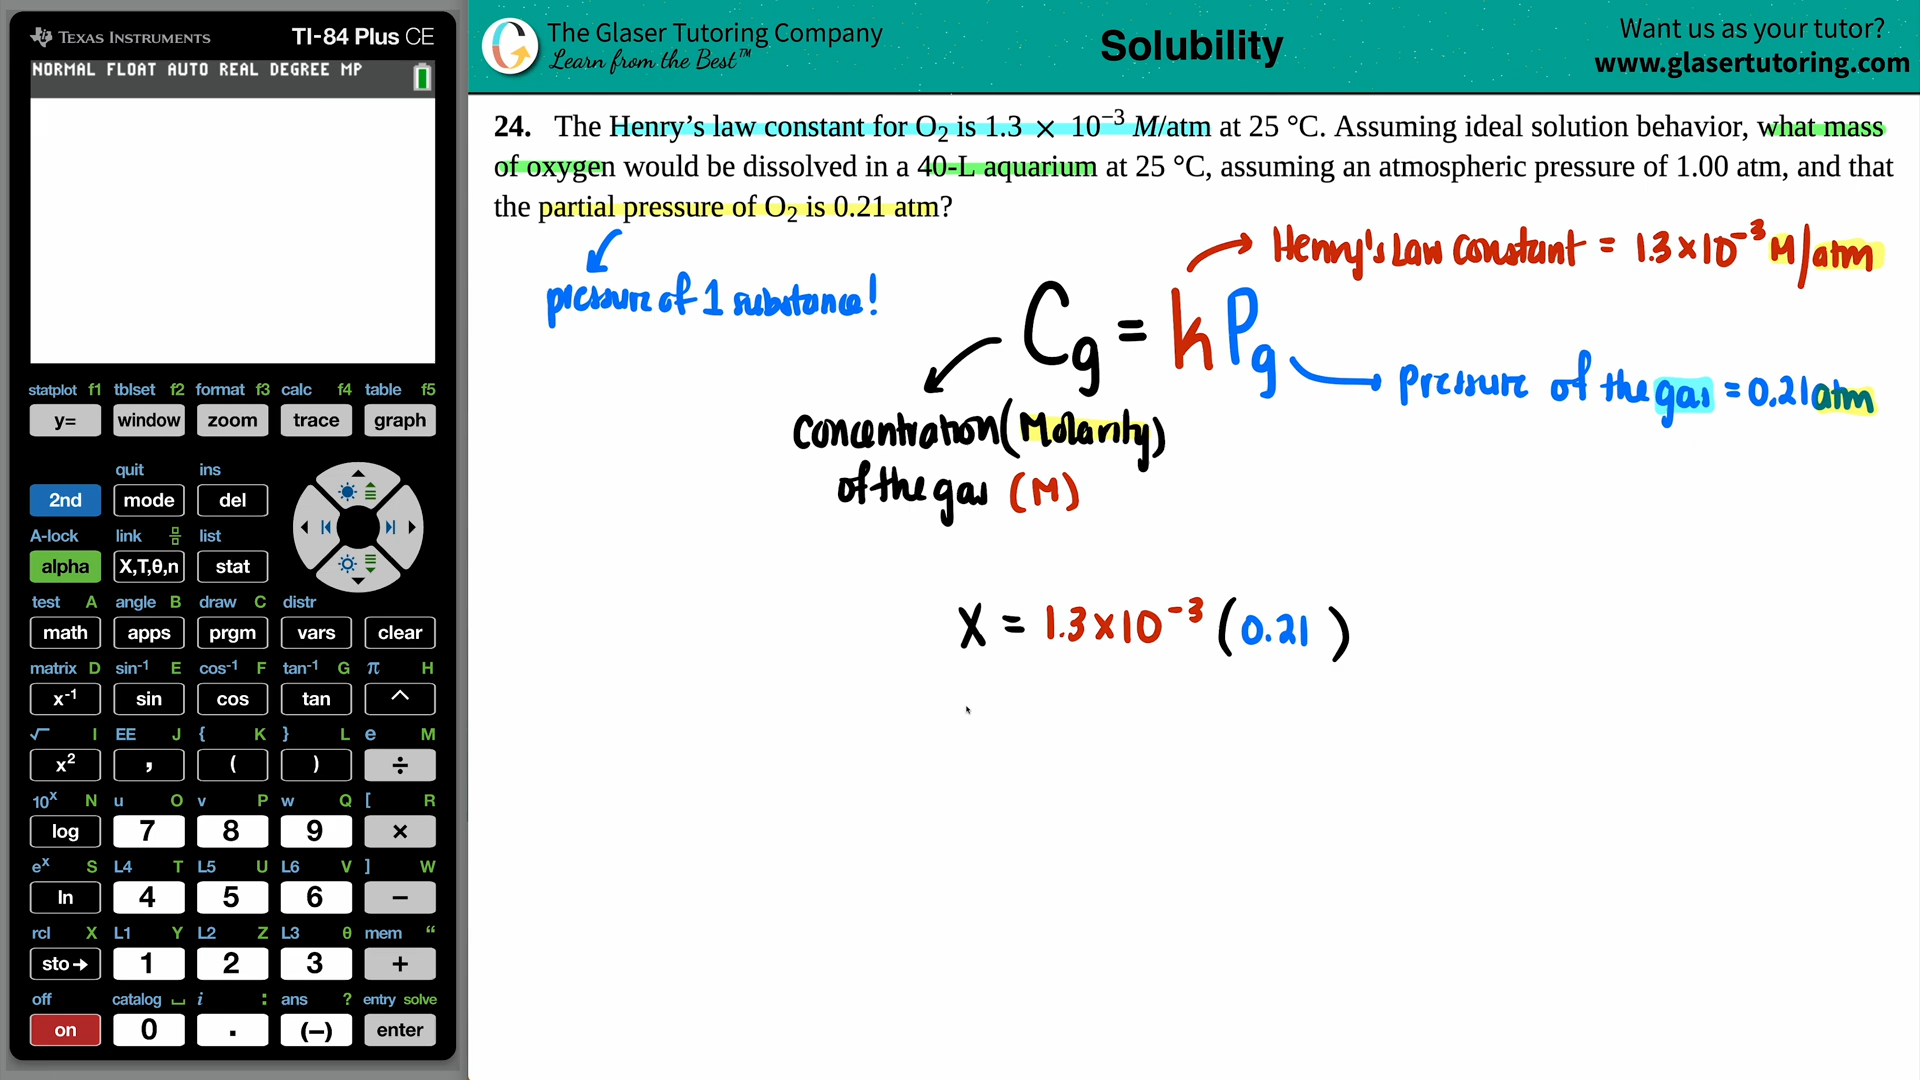 TEXAS INSTRUMENTS TI-84 Plus CE
NORMAL FLOAT AUTO REAL DEGREE MP
statplot f1 tblset f2 format f3 calc f4 table f5
y= window zoom trace graph
quit ins
2nd mode del
A-lock link list
alpha X,T,θ,n stat
test A angle B draw C distr
math apps prgm vars clear
matrix D sin⁻¹ E cos⁻¹ F tan⁻¹ G π H
x⁻¹ sin cos tan ^
√ I EE J { K } L e M
x² , ( ) ÷
10ˣ N u O v P w Q [ R
log 7 8 9 ×
eˣ S L4 T L5 U L6 V ] W
ln 4 5 6 −
rcl X L1 Y L2 Z L3 θ mem “
sto→ 1 2 3 +
off catalog ⎵ i : ans ? entry solve
on 0 . (−) enter
The Glaser Tutoring Company
Learn from the Best™
Solubility
Want us as your tutor?
www.glasertutoring.com
24. The Henry’s law constant for O₂ is 1.3 × 10⁻³ M/atm at 25 °C. Assuming ideal solution behavior, what mass
of oxygen would be dissolved in a 40-L aquarium at 25 °C, assuming an atmospheric pressure of 1.00 atm, and that
the partial pressure of O₂ is 0.21 atm?
pressure of 1 substance!
Henry's Law Constant = 1.3×10⁻³ M/atm
Cg = kPg
Pressure of the gas = 0.21 atm
Concentration (Molarity)
of the gas (M)
X = 1.3×10⁻³ (0.21 )